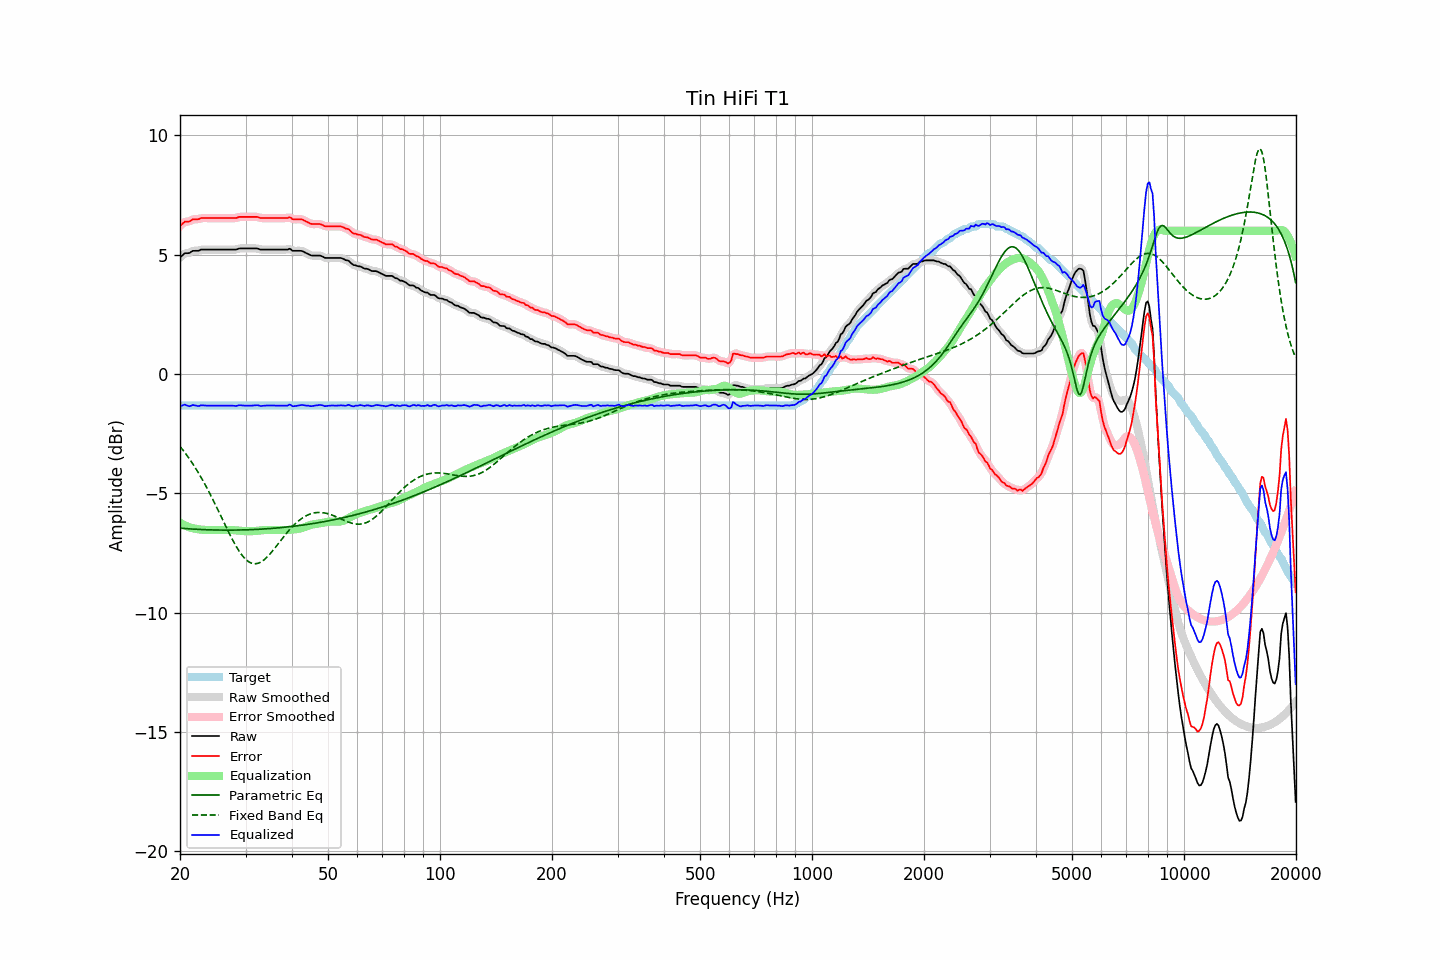 Tin HiFi T1
Amplitude (dBr)
10
5
0
−5
−10
−15
−20
Target
Raw Smoothed
Error Smoothed
Raw
Error
Equalization
Parametric Eq
Fixed Band Eq
Equalized
20 50 100 200 500 1000 2000 5000 10000 20000
Frequency (Hz)